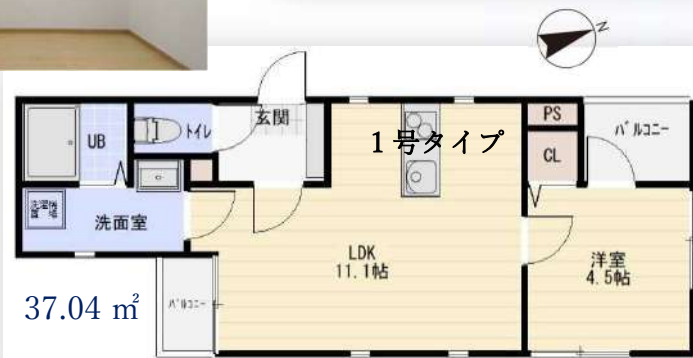 N
PS
バルコニー
玄関
トイレ
UB
1号タイプ
CL
洗面室
LDK
11.1帖
洋室
4.5帖
バルコニー
37.04 ㎡